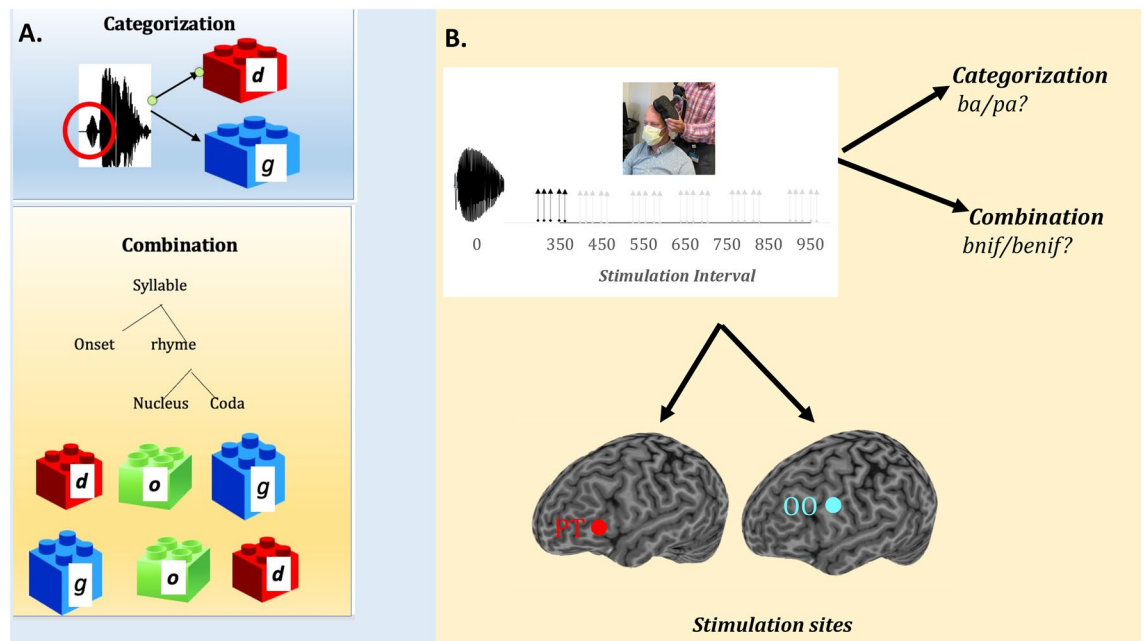 A.
Categorization
d
g
Combination
Syllable
Onset rhyme
Nucleus Coda
d o g
g o d
B.
0 350 450 550 650 750 850 950
Stimulation Interval
Categorization
ba/pa?
Combination
bnif/benif?
PT
OO
Stimulation sites